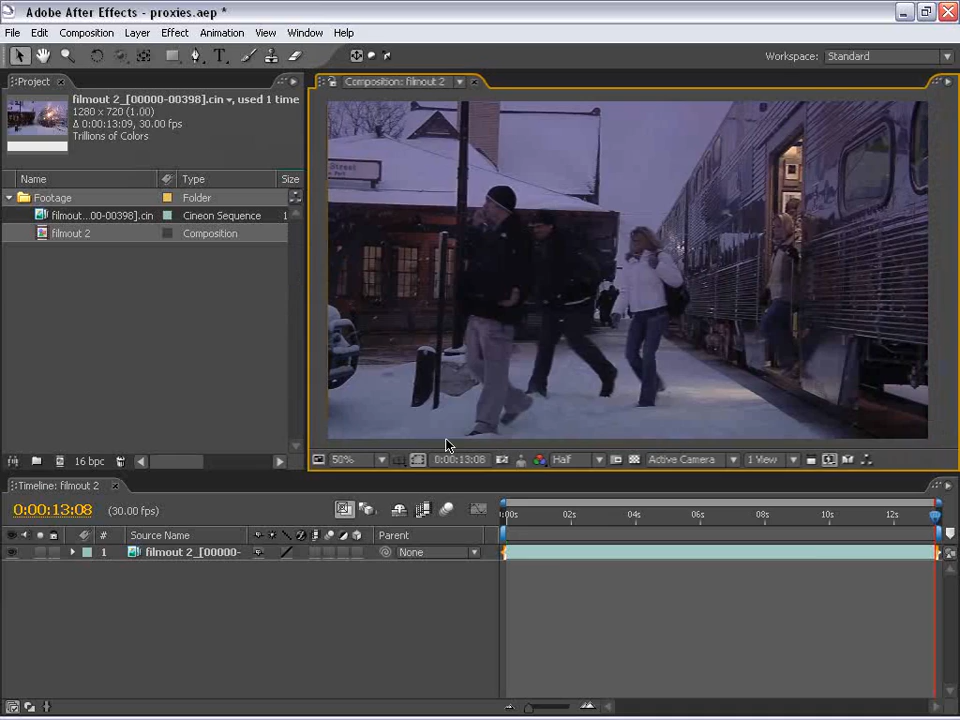 Adobe After Effects - proxies.aep *
File Edit Composition Layer Effect Animation View Window Help
Workspace: Standard
Project
Composition: filmout 2
filmout 2_[00000-00398].cin, used 1 time
1280 x 720 (1.00)
Δ 0:00:13:09, 30.00 fps
Trillions of Colors
Street
Name Type Size
Footage Folder
filmout...00-00398].cin Cineon Sequence 1
filmout 2 Composition
16 bpc
50% 0:00:13:08 Half Active Camera 1 View
Timeline: filmout 2
0:00:13:08 (30.00 fps)
:00s 02s 04s 06s 08s 10s 12s
# Source Name Parent
1 filmout 2_[00000- None